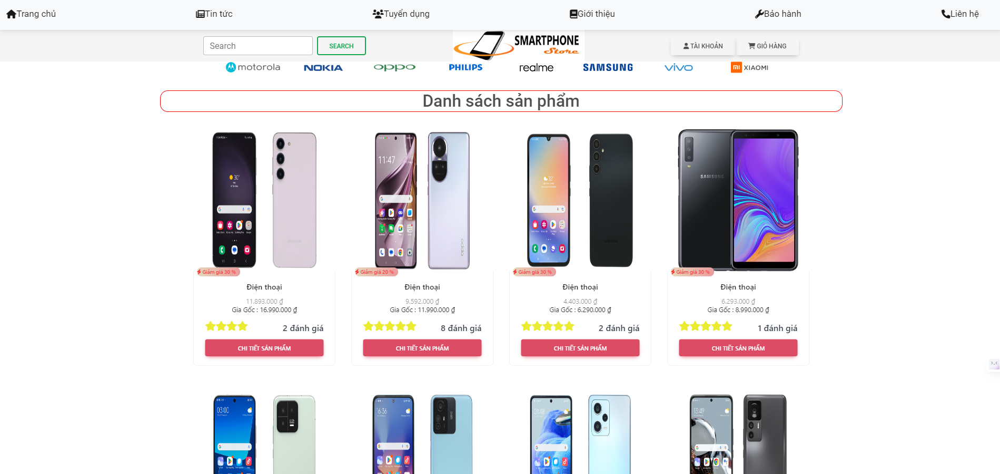 Trang chủ
Tin tức
Tuyển dụng
Giới thiệu
Bảo hành
Liên hệ
Search
SEARCH
SMARTPHONE
Store
TÀI KHOẢN
GIỎ HÀNG
motorola
NOKIA
oppo
PHILIPS
realme
SAMSUNG
vivo
XIAOMI
Danh sách sản phẩm
30°
11:47
32°
SAMSUNG
oppo
Giảm giá 30 %
Giảm giá 20 %
Giảm giá 30 %
Giảm giá 30 %
Điện thoại
Điện thoại
Điện thoại
Điện thoại
11.893.000 ₫
9.592.000 ₫
4.403.000 ₫
6.293.000 ₫
Gia Gốc : 16.990.000 ₫
Gia Gốc : 11.990.000 ₫
Gia Gốc : 6.290.000 ₫
Gia Gốc : 8.990.000 ₫
2 đánh giá
8 đánh giá
2 đánh giá
1 đánh giá
CHI TIẾT SẢN PHẨM
CHI TIẾT SẢN PHẨM
CHI TIẾT SẢN PHẨM
CHI TIẾT SẢN PHẨM
03:00
16:36
01:48
13:49